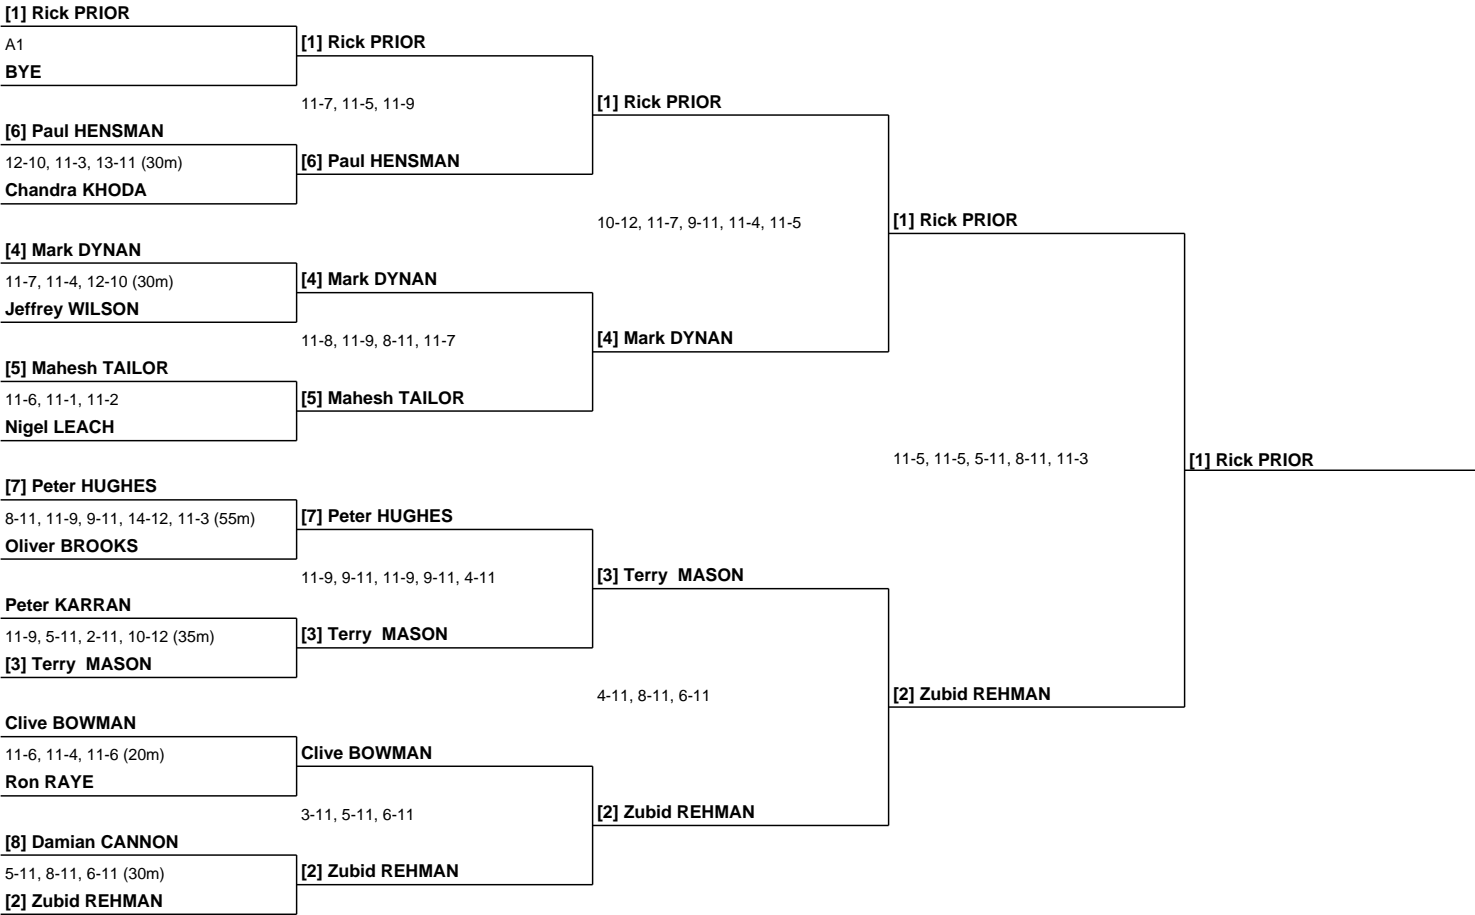 [1] Rick PRIOR
A1
BYE
[6] Paul HENSMAN
12-10, 11-3, 13-11 (30m)
Chandra KHODA
[4] Mark DYNAN
11-7, 11-4, 12-10 (30m)
Jeffrey WILSON
[5] Mahesh TAILOR
11-6, 11-1, 11-2
Nigel LEACH
[7] Peter HUGHES
8-11, 11-9, 9-11, 14-12, 11-3 (55m)
Oliver BROOKS
Peter KARRAN
11-9, 5-11, 2-11, 10-12 (35m)
[3] Terry  MASON
Clive BOWMAN
11-6, 11-4, 11-6 (20m)
Ron RAYE
[8] Damian CANNON
5-11, 8-11, 6-11 (30m)
[2] Zubid REHMAN
[1] Rick PRIOR
11-7, 11-5, 11-9
[6] Paul HENSMAN
[4] Mark DYNAN
11-8, 11-9, 8-11, 11-7
[5] Mahesh TAILOR
[7] Peter HUGHES
11-9, 9-11, 11-9, 9-11, 4-11
[3] Terry  MASON
Clive BOWMAN
3-11, 5-11, 6-11
[2] Zubid REHMAN
[1] Rick PRIOR
10-12, 11-7, 9-11, 11-4, 11-5
[4] Mark DYNAN
[3] Terry  MASON
4-11, 8-11, 6-11
[2] Zubid REHMAN
[1] Rick PRIOR
11-5, 11-5, 5-11, 8-11, 11-3
[2] Zubid REHMAN
[1] Rick PRIOR